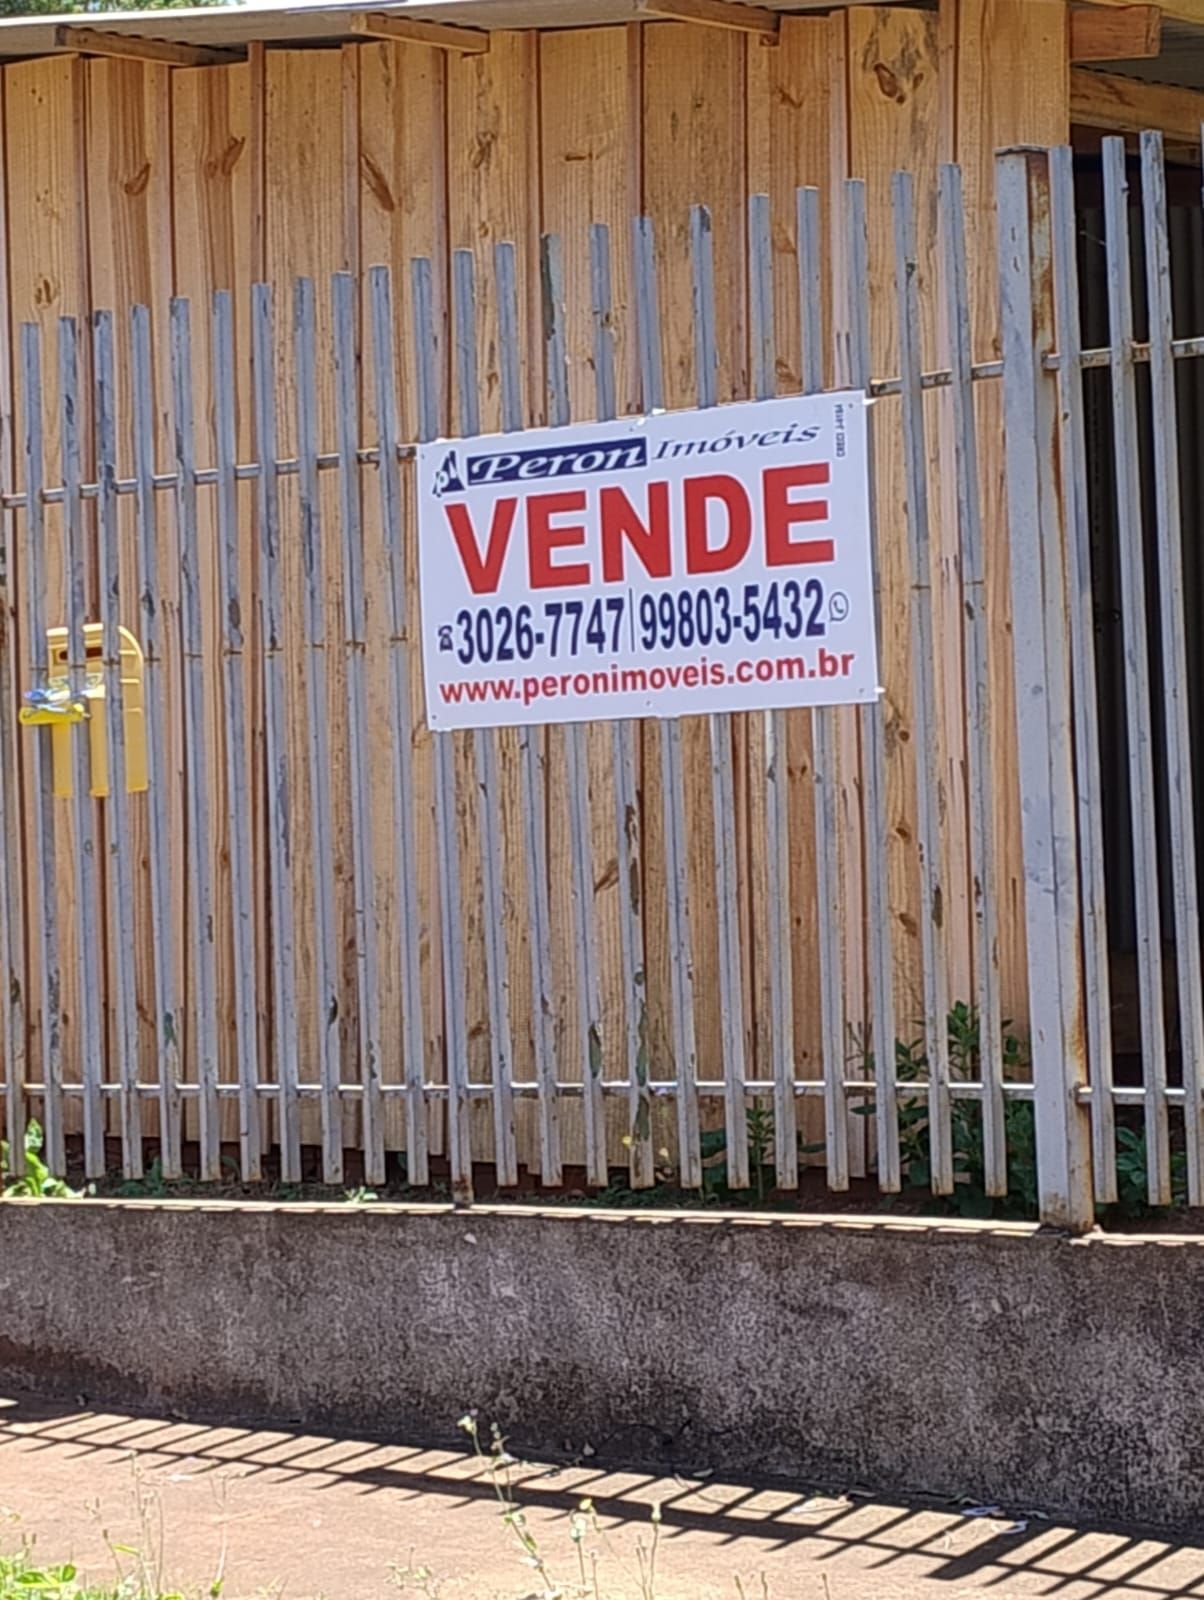 Peron Imóveis
VENDE
3026-7747 | 99803-5432
www.peronimoveis.com.br